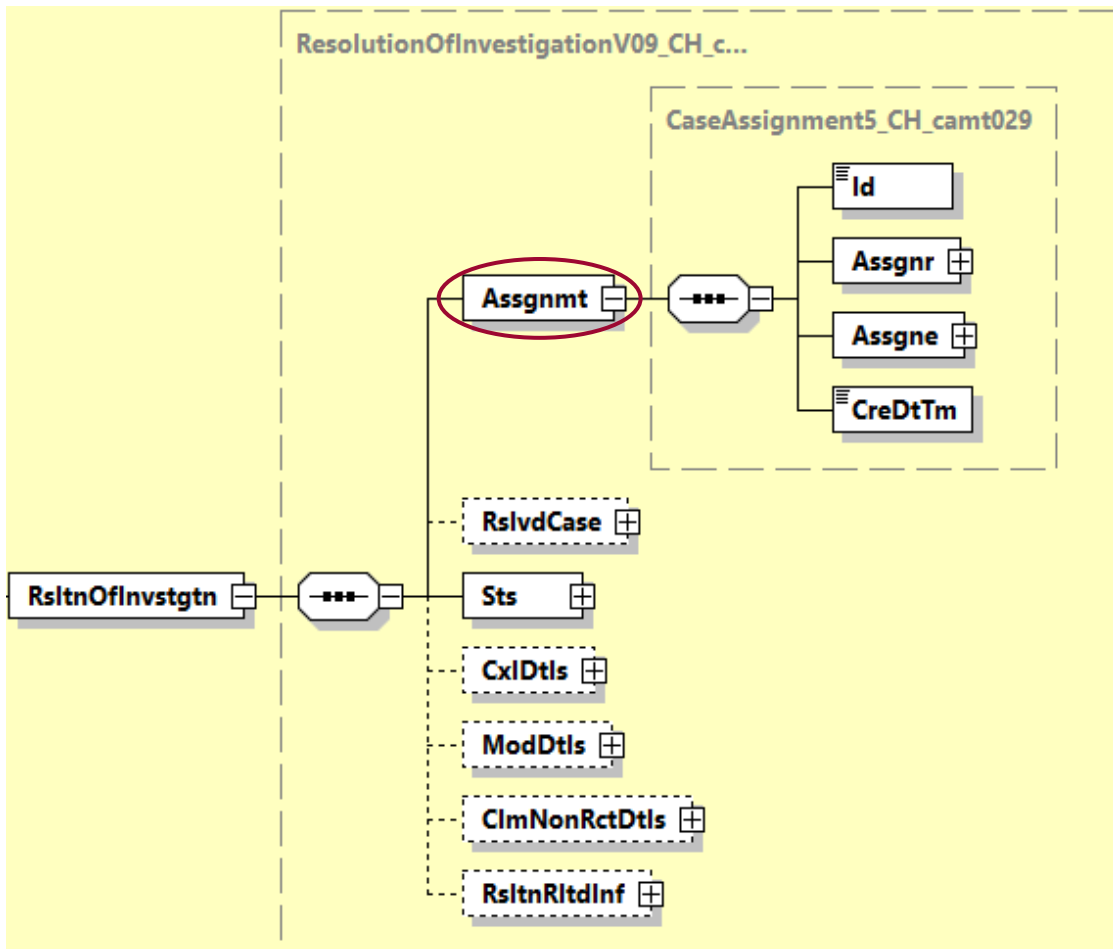 ResolutionOfInvestigationV09_CH_c...
CaseAssignment5_CH_camt029
Id
Assgnr
Assgnmt
Assgne
CreDtTm
RslvdCase
RsltnOfInvstgtn
Sts
CxlDtls
ModDtls
ClmNonRctDtls
RsltnRltdInf